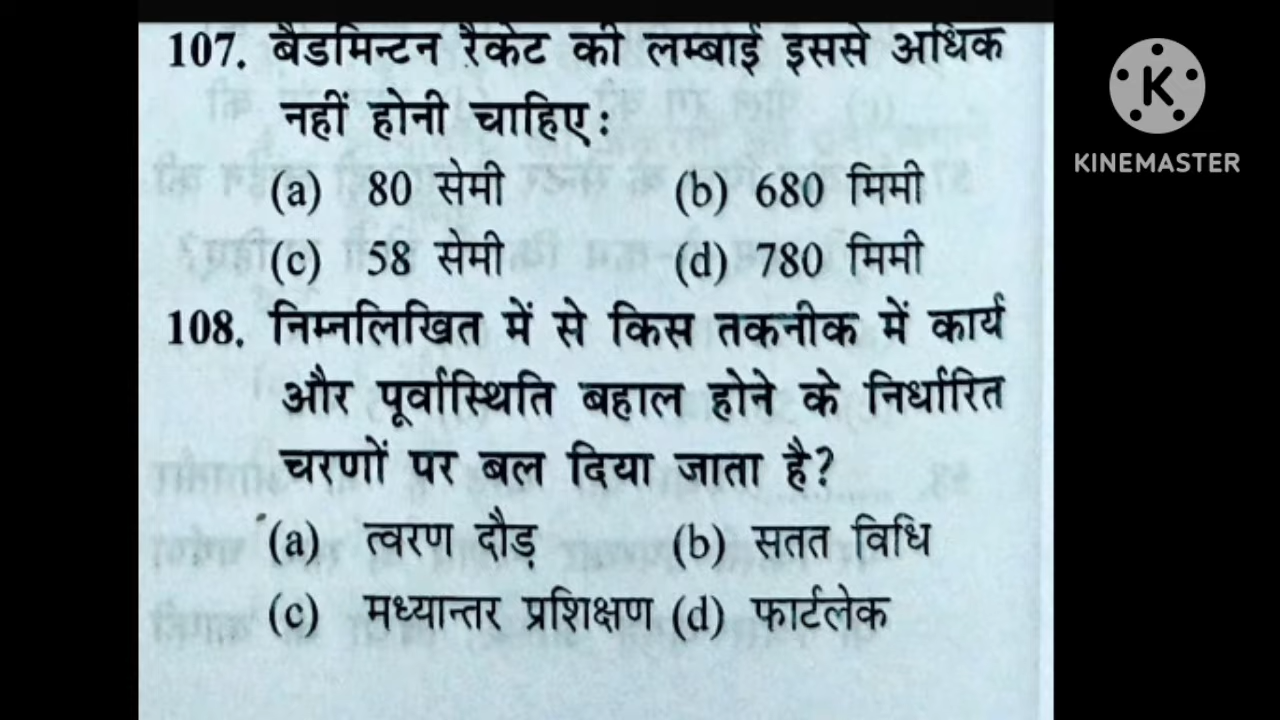 107. बैडमिन्टन रैकेट की लम्बाई इससे अधिक
नहीं होनी चाहिए :
(a) 80 सेमी (b) 680 मिमी
(c) 58 सेमी (d) 780 मिमी
108. निम्नलिखित में से किस तकनीक में कार्य
और पूर्वास्थिति बहाल होने के निर्धारित
चरणों पर बल दिया जाता है?
(a) त्वरण दौड़ (b) सतत विधि
(c) मध्यान्तर प्रशिक्षण (d) फार्टलेक
K
KINEMASTER